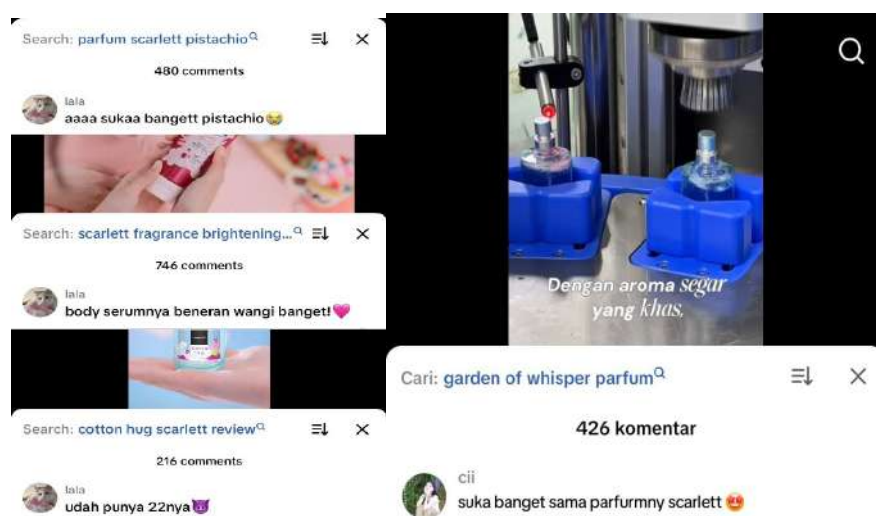 Search: parfum scarlett pistachio
480 comments
lala
aaaa sukaa bangett pistachio😭
Search: scarlett fragrance brightening...
746 comments
lala
body serumnya beneran wangi banget!💗
Search: cotton hug scarlett review
216 comments
lala
udah punya 22nya😈
Dengan aroma segar
yang khas,
Cari: garden of whisper parfum
426 komentar
cii
suka banget sama parfurmny scarlett 🤩